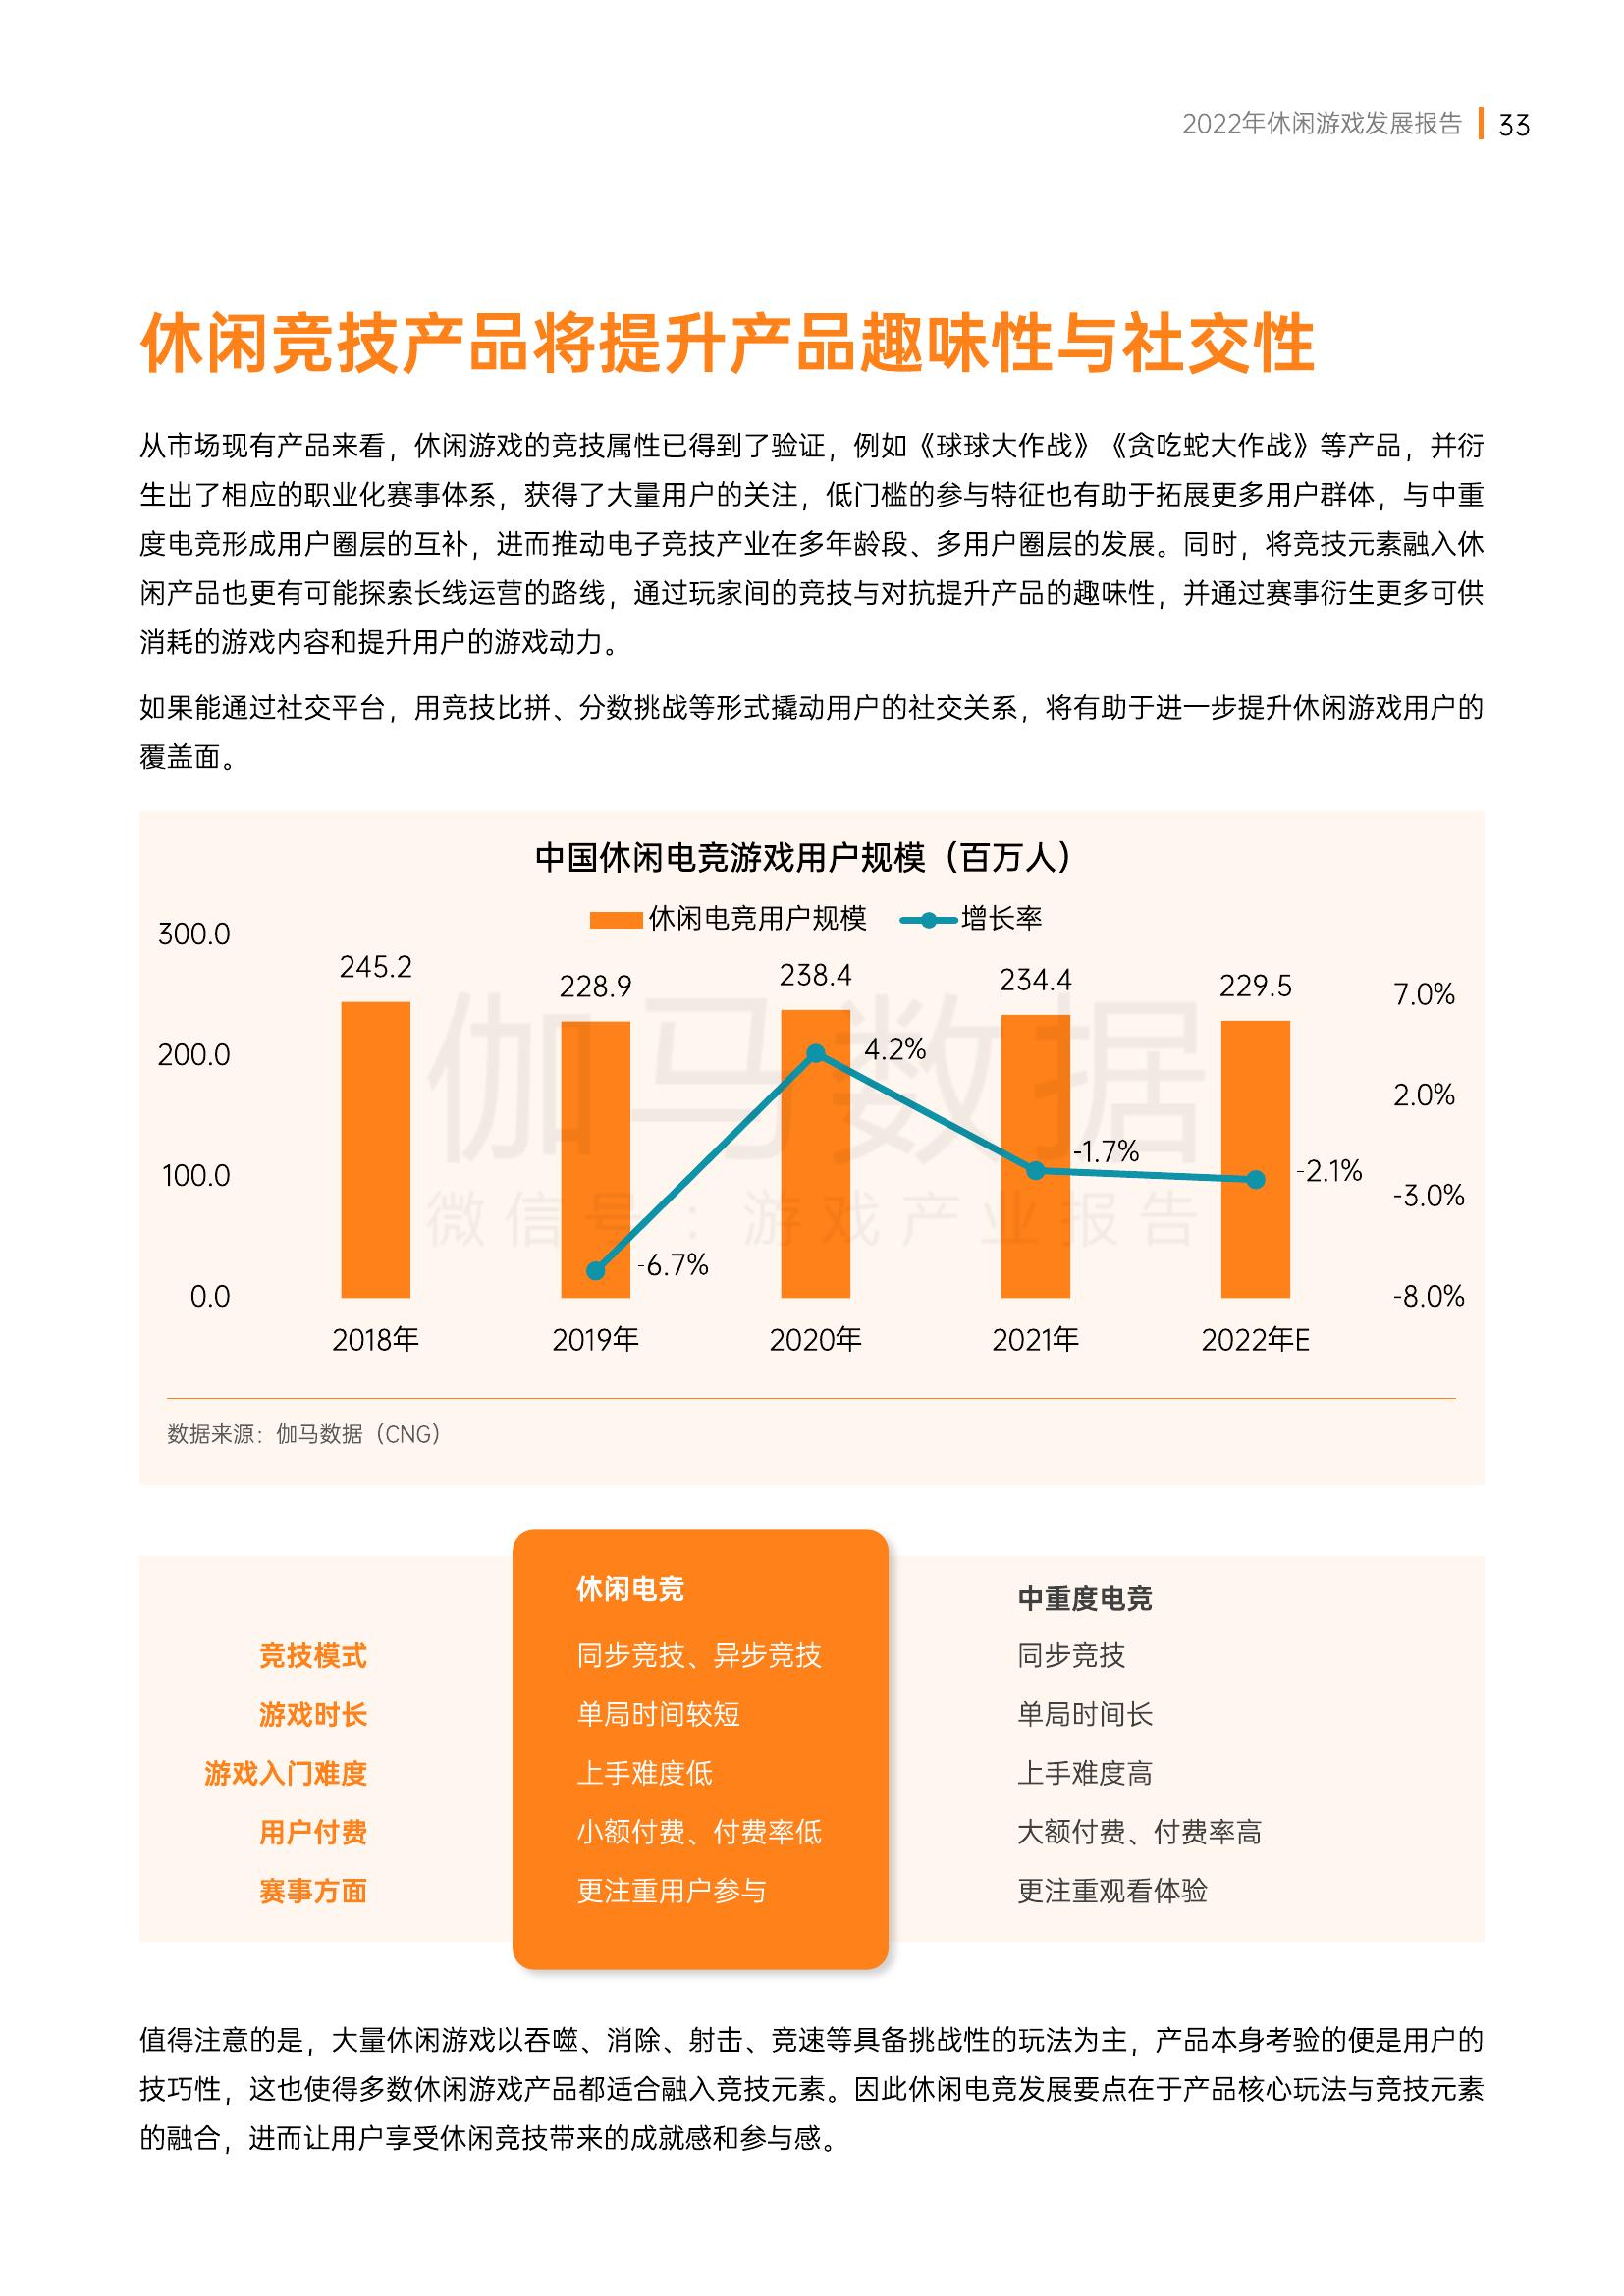 2022年休闲游戏发展报告 33
休闲竞技产品将提升产品趣味性与社交性
从市场现有产品来看，休闲游戏的竞技属性已得到了验证，例如《球球大作战》《贪吃蛇大作战》等产品，并衍
生出了相应的职业化赛事体系，获得了大量用户的关注，低门槛的参与特征也有助于拓展更多用户群体，与中重
度电竞形成用户圈层的互补，进而推动电子竞技产业在多年龄段、多用户圈层的发展。同时，将竞技元素融入休
闲产品也更有可能探索长线运营的路线，通过玩家间的竞技与对抗提升产品的趣味性，并通过赛事衍生更多可供
消耗的游戏内容和提升用户的游戏动力。
如果能通过社交平台，用竞技比拼、分数挑战等形式撬动用户的社交关系，将有助于进一步提升休闲游戏用户的
覆盖面。
中国休闲电竞游戏用户规模（百万人）
休闲电竞用户规模 增长率
300.0
200.0
100.0
0.0
245.2
228.9
238.4
234.4
229.5
-6.7%
4.2%
-1.7%
-2.1%
7.0%
2.0%
-3.0%
-8.0%
2018年 2019年 2020年 2021年 2022年E
伽马数据
微信号：游戏产业报告
数据来源：伽马数据（CNG）
休闲电竞 中重度电竞
竞技模式 同步竞技、异步竞技 同步竞技
游戏时长 单局时间较短 单局时间长
游戏入门难度 上手难度低 上手难度高
用户付费 小额付费、付费率低 大额付费、付费率高
赛事方面 更注重用户参与 更注重观看体验
值得注意的是，大量休闲游戏以吞噬、消除、射击、竞速等具备挑战性的玩法为主，产品本身考验的便是用户的
技巧性，这也使得多数休闲游戏产品都适合融入竞技元素。因此休闲电竞发展要点在于产品核心玩法与竞技元素
的融合，进而让用户享受休闲竞技带来的成就感和参与感。